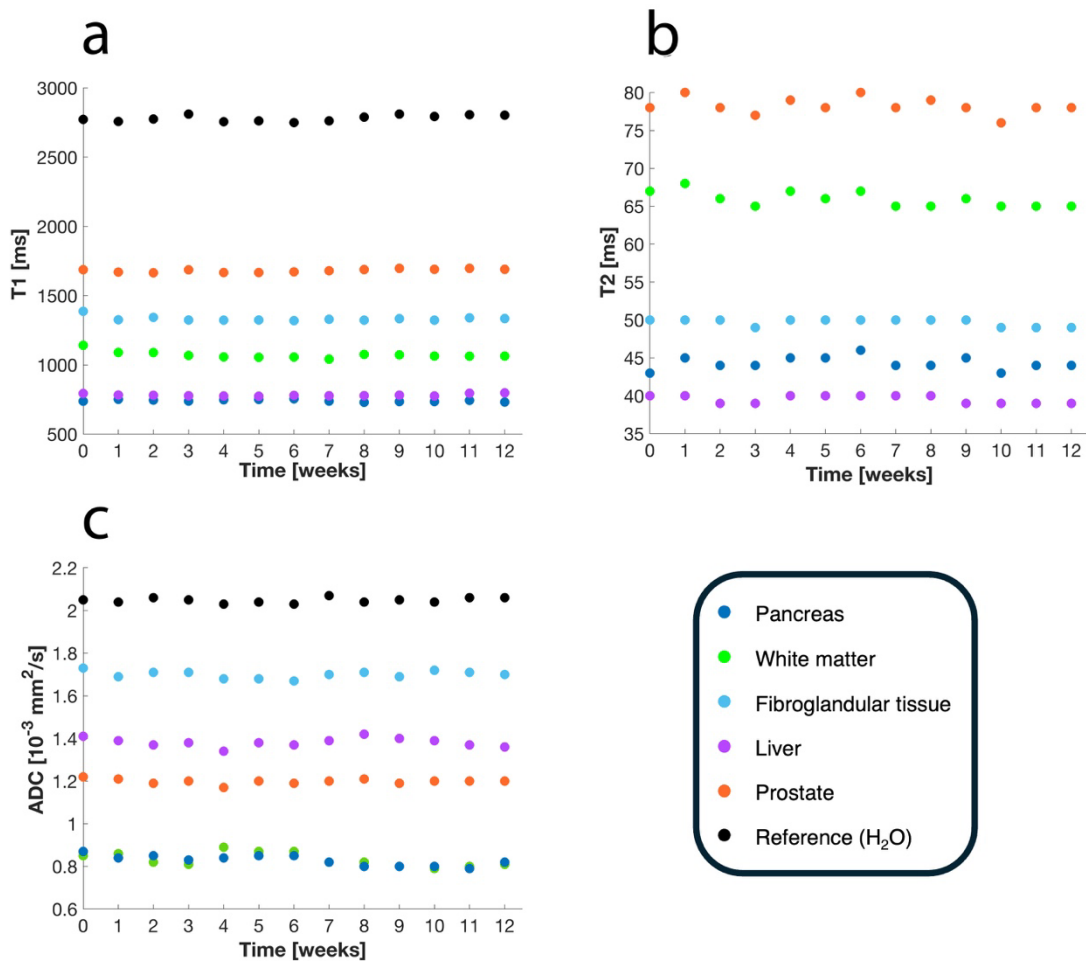 a
3000
2500
2000
1500
1000
500
T1 [ms]
0 1 2 3 4 5 6 7 8 9 10 11 12
Time [weeks]
b
80
75
70
65
60
55
50
45
40
35
T2 [ms]
0 1 2 3 4 5 6 7 8 9 10 11 12
Time [weeks]
c
2.2
2
1.8
1.6
1.4
1.2
1
0.8
0.6
ADC [10⁻³ mm²/s]
0 1 2 3 4 5 6 7 8 9 10 11 12
Time [weeks]
Pancreas
White matter
Fibroglandular tissue
Liver
Prostate
Reference (H₂O)